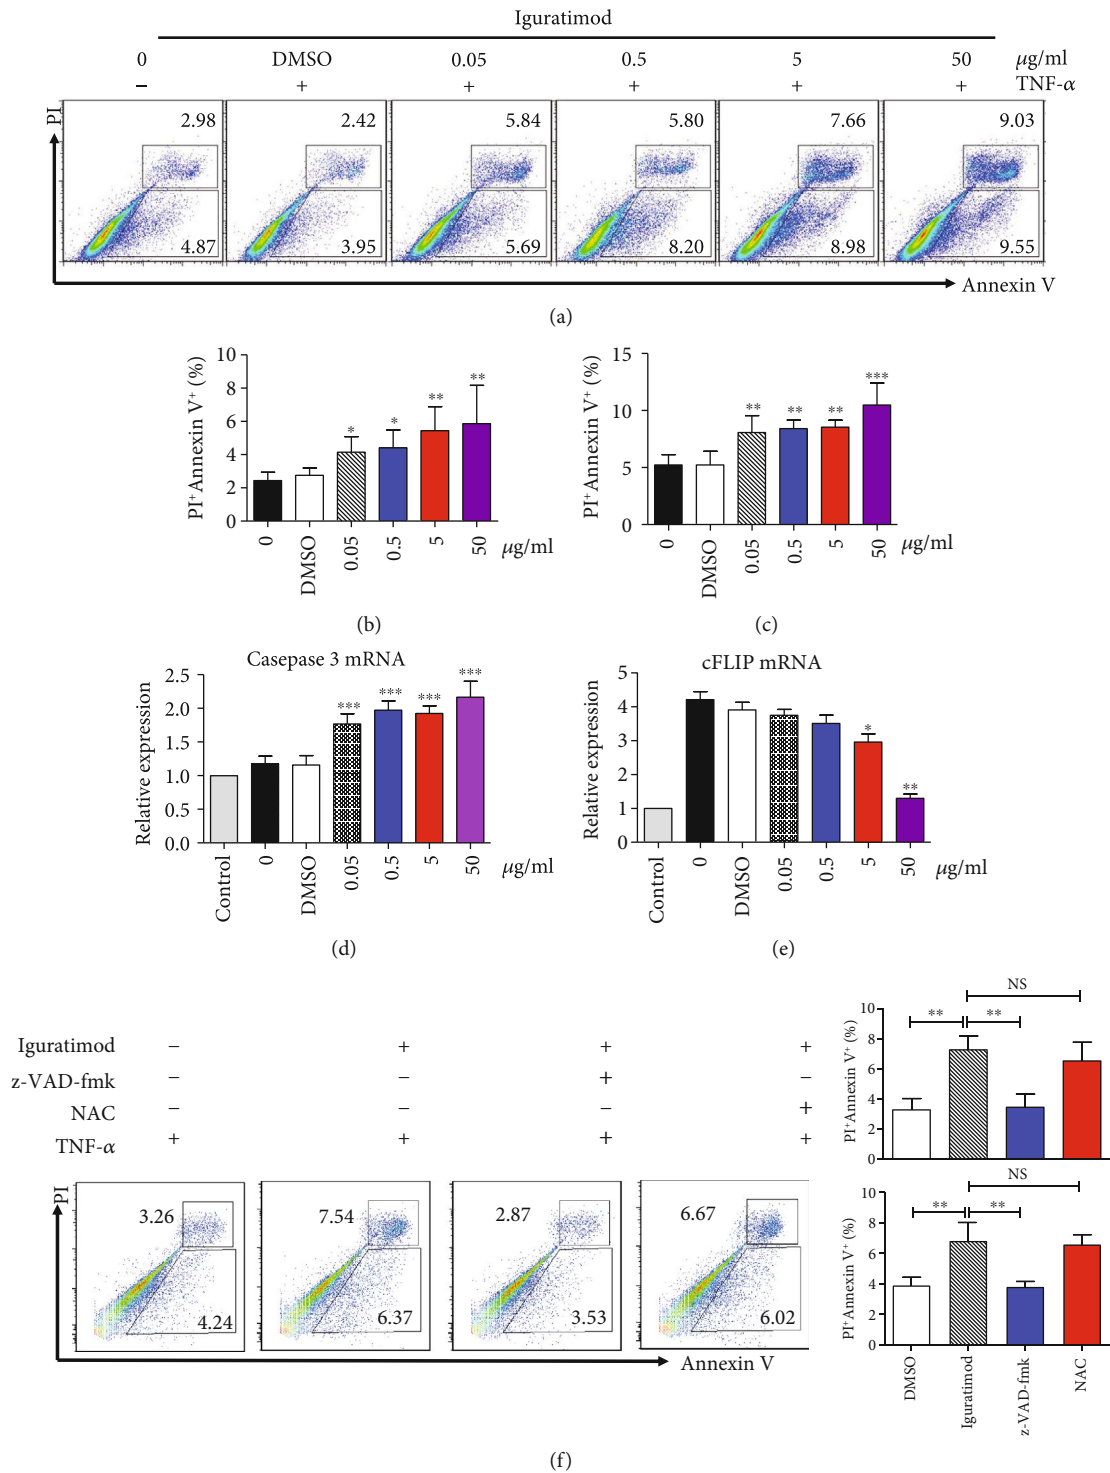 Iguratimod
0 DMSO 0.05 0.5 5 50 μg/ml
− + + + + + TNF-α
PI
2.98 2.42 5.84 5.80 7.66 9.03
4.87 3.95 5.69 8.20 8.98 9.55
Annexin V
(a)
PI⁺ Annexin V⁺ (%)
10
8
6
4
2
0
* * ** **
0 DMSO 0.05 0.5 5 50 μg/ml
(b)
PI⁺ Annexin V⁺ (%)
15
10
5
0
** ** ** ***
0 DMSO 0.05 0.5 5 50 μg/ml
(c)
Casepase 3 mRNA
Relative expression
2.5
2.0
1.5
1.0
0.5
0.0
*** *** *** ***
Control 0 DMSO 0.05 0.5 5 50 μg/ml
(d)
cFLIP mRNA
Relative expression
5
4
3
2
1
0
* **
Control 0 DMSO 0.05 0.5 5 50 μg/ml
(e)
Iguratimod − + + +
z-VAD-fmk − − + −
NAC − − − +
TNF-α + + + +
PI
3.26 7.54 2.87 6.67
4.24 6.37 3.53 6.02
Annexin V
NS
** **
PI⁺Annexin V⁺ (%)
10
8
6
4
2
0
NS
** **
PI⁺Annexin V⁺ (%)
10
8
6
4
2
0
DMSO Iguratimod z-VAD-fmk NAC
(f)